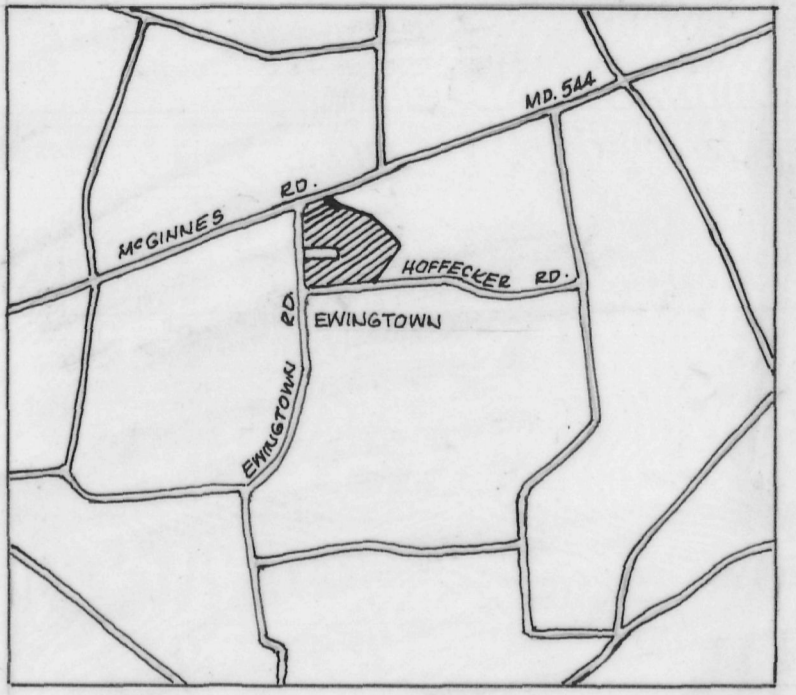 MD. 544
McGINNES RD.
HOFFECKER RD.
RD.
EWINGTOWN
EWINGTOWN